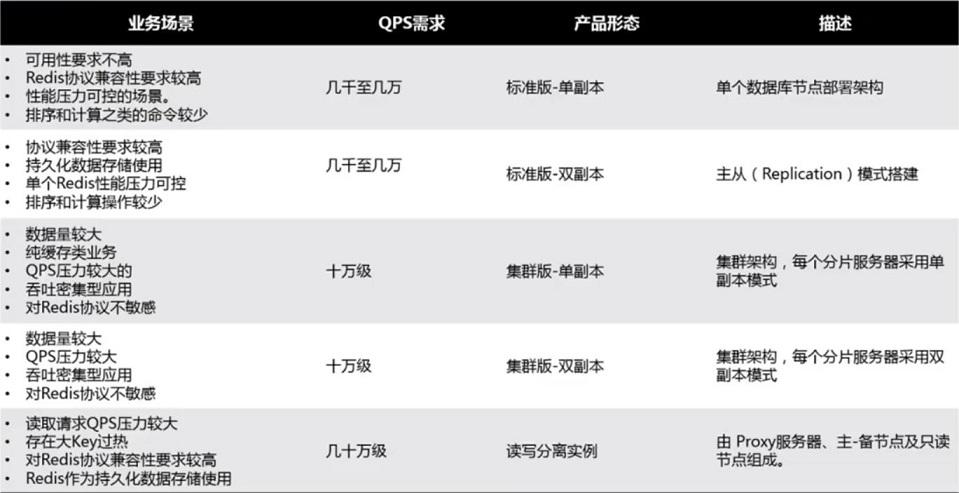 业务场景 QPS需求 产品形态 描述
• 可用性要求不高
• Redis协议兼容性要求较高
• 性能压力可控的场景。
• 排序和计算之类的命令较少
几千至几万
标准版-单副本
单个数据库节点部署架构
• 协议兼容性要求较高
• 持久化数据存储使用
• 单个Redis性能压力可控
• 排序和计算操作较少
几千至几万
标准版-双副本
主从（Replication）模式搭建
• 数据量较大
• 纯缓存类业务
• QPS压力较大的
• 吞吐密集型应用
• 对Redis协议不敏感
十万级
集群版-单副本
集群架构，每个分片服务器采用单
副本模式
• 数据量较大
• QPS压力较大
• 吞吐密集型应用
• 对Redis协议不敏感
十万级
集群版-双副本
集群架构，每个分片服务器采用双
副本模式
• 读取请求QPS压力较大
• 存在大Key过热
• 对Redis协议兼容性要求较高
• Redis作为持久化数据存储使用
几十万级
读写分离实例
由 Proxy服务器、主-备节点及只读
节点组成。